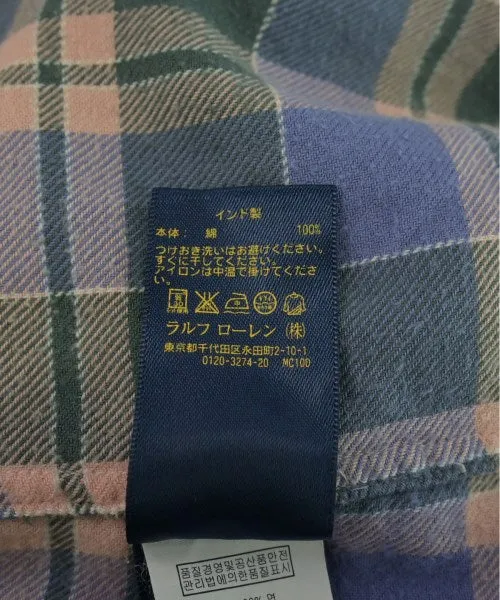 インド製
本体: 綿 100%
つけおき洗いはお避けください。
すぐに干してください。
アイロンは中温で掛けてくださ
い。
ラルフ ローレン (株)
東京都千代田区永田町2-10-1
0120-3274-20 MC10D
품질경영및공산품안전
관리법에의한품질표시